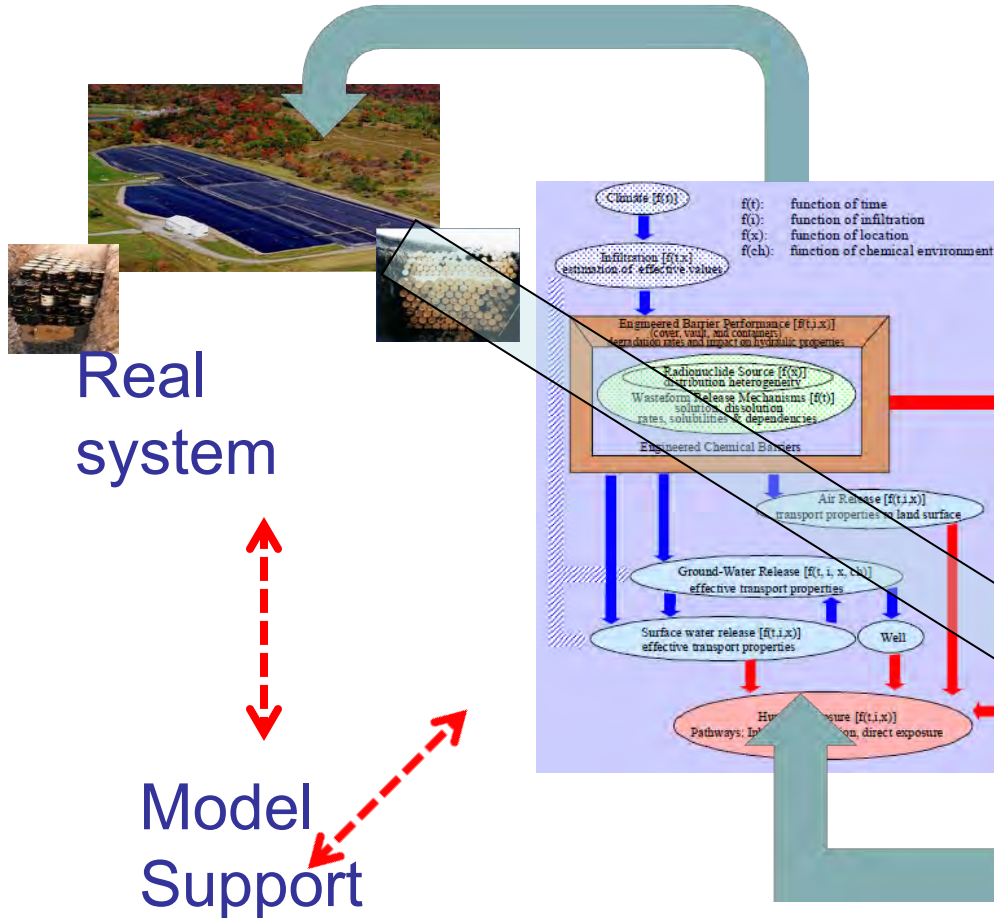 Climate [f(t)]
f(t): function of time
f(i): function of infiltration
f(x): function of location
f(ch): function of chemical environment
Infiltration [f(t.x]
estimation of effective values
Engineered Barrier Performance [f(t,i,x)]
(cover, vault, and containers)
degradation rates and impact on hydraulic properties
Radionuclide Source [f(x)]
distribution heterogeneity
Wasteform Release Mechanisms [f(t)]
solution, dissolution
rates, solubilities & dependencies
Engineered Chemical Barriers
Real
system
Air Release [f(t,i,x)]
transport properties to land surface
Ground-Water Release [f(t, i, x, ch)]
effective transport properties
Surface water release [f(t,i,x)]
effective transport properties
Well
[f(t,i,x)]
Pathways: direct exposure
Model
Support